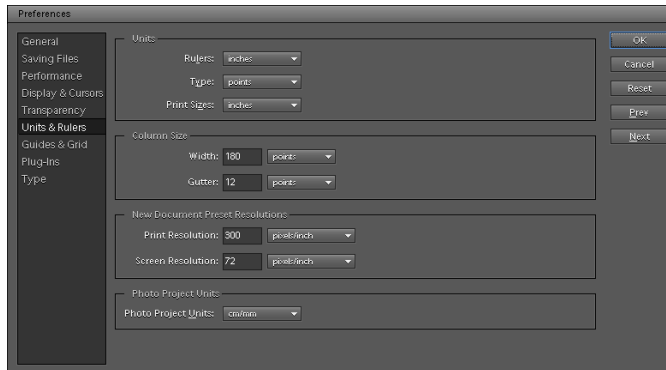 Preferences
General
Saving Files
Performance
Display & Cursors
Transparency
Units & Rulers
Guides & Grid
Plug-Ins
Type
Units
Rulers: inches
Type: points
Print Sizes: inches
Column Size
Width: 180 points
Gutter: 12 points
New Document Preset Resolutions
Print Resolution: 300 pixels/inch
Screen Resolution: 72 pixels/inch
Photo Project Units
Photo Project Units: cm/mm
OK
Cancel
Reset
Prev
Next